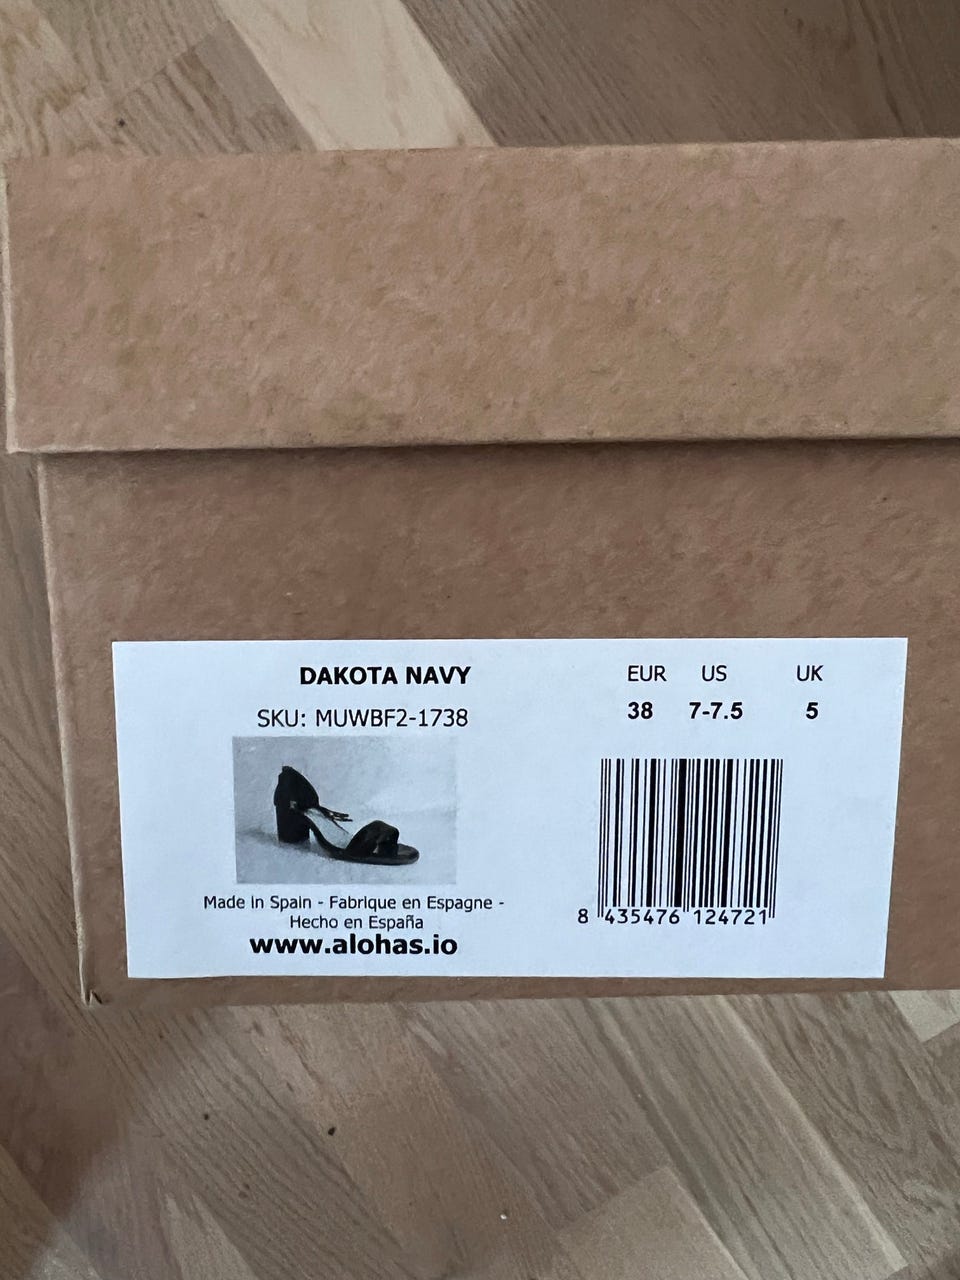 DAKOTA NAVY
SKU: MUWBF2-1738
Made in Spain - Fabrique en Espagne -
Hecho en España
www.alohas.io
EUR US UK
38 7-7.5 5
8 435476 124721